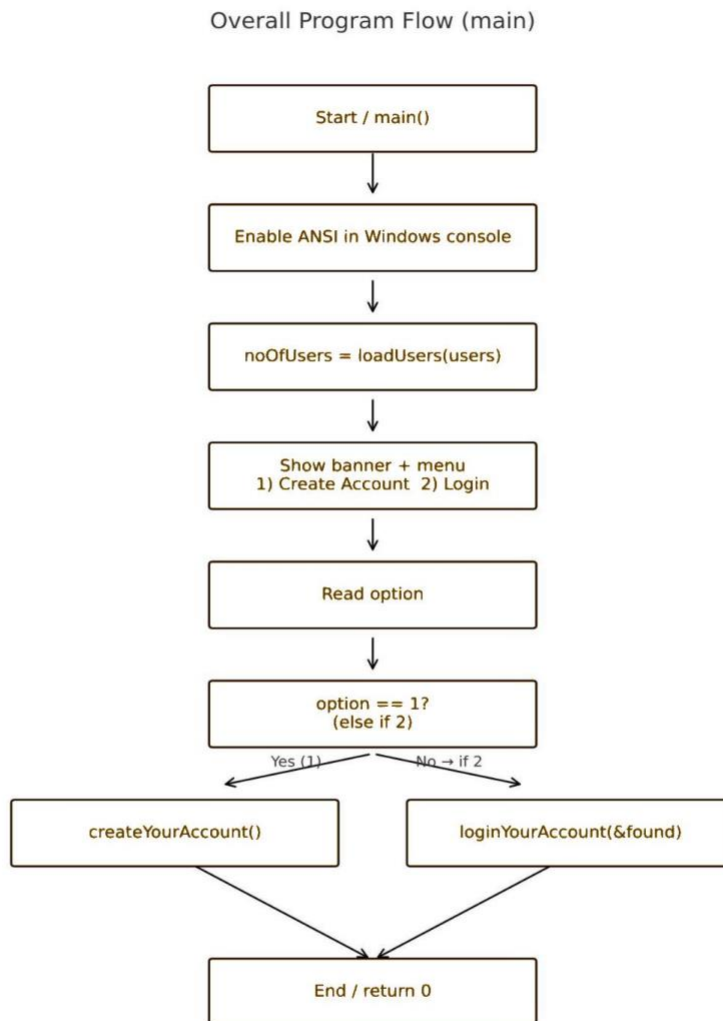 Overall Program Flow (main)
Start / main()
Enable ANSI in Windows console
noOfUsers = loadUsers(users)
Show banner + menu
1) Create Account  2) Login
Read option
option == 1?
(else if 2)
Yes (1)
No → if 2
createYourAccount()
loginYourAccount(&found)
End / return 0